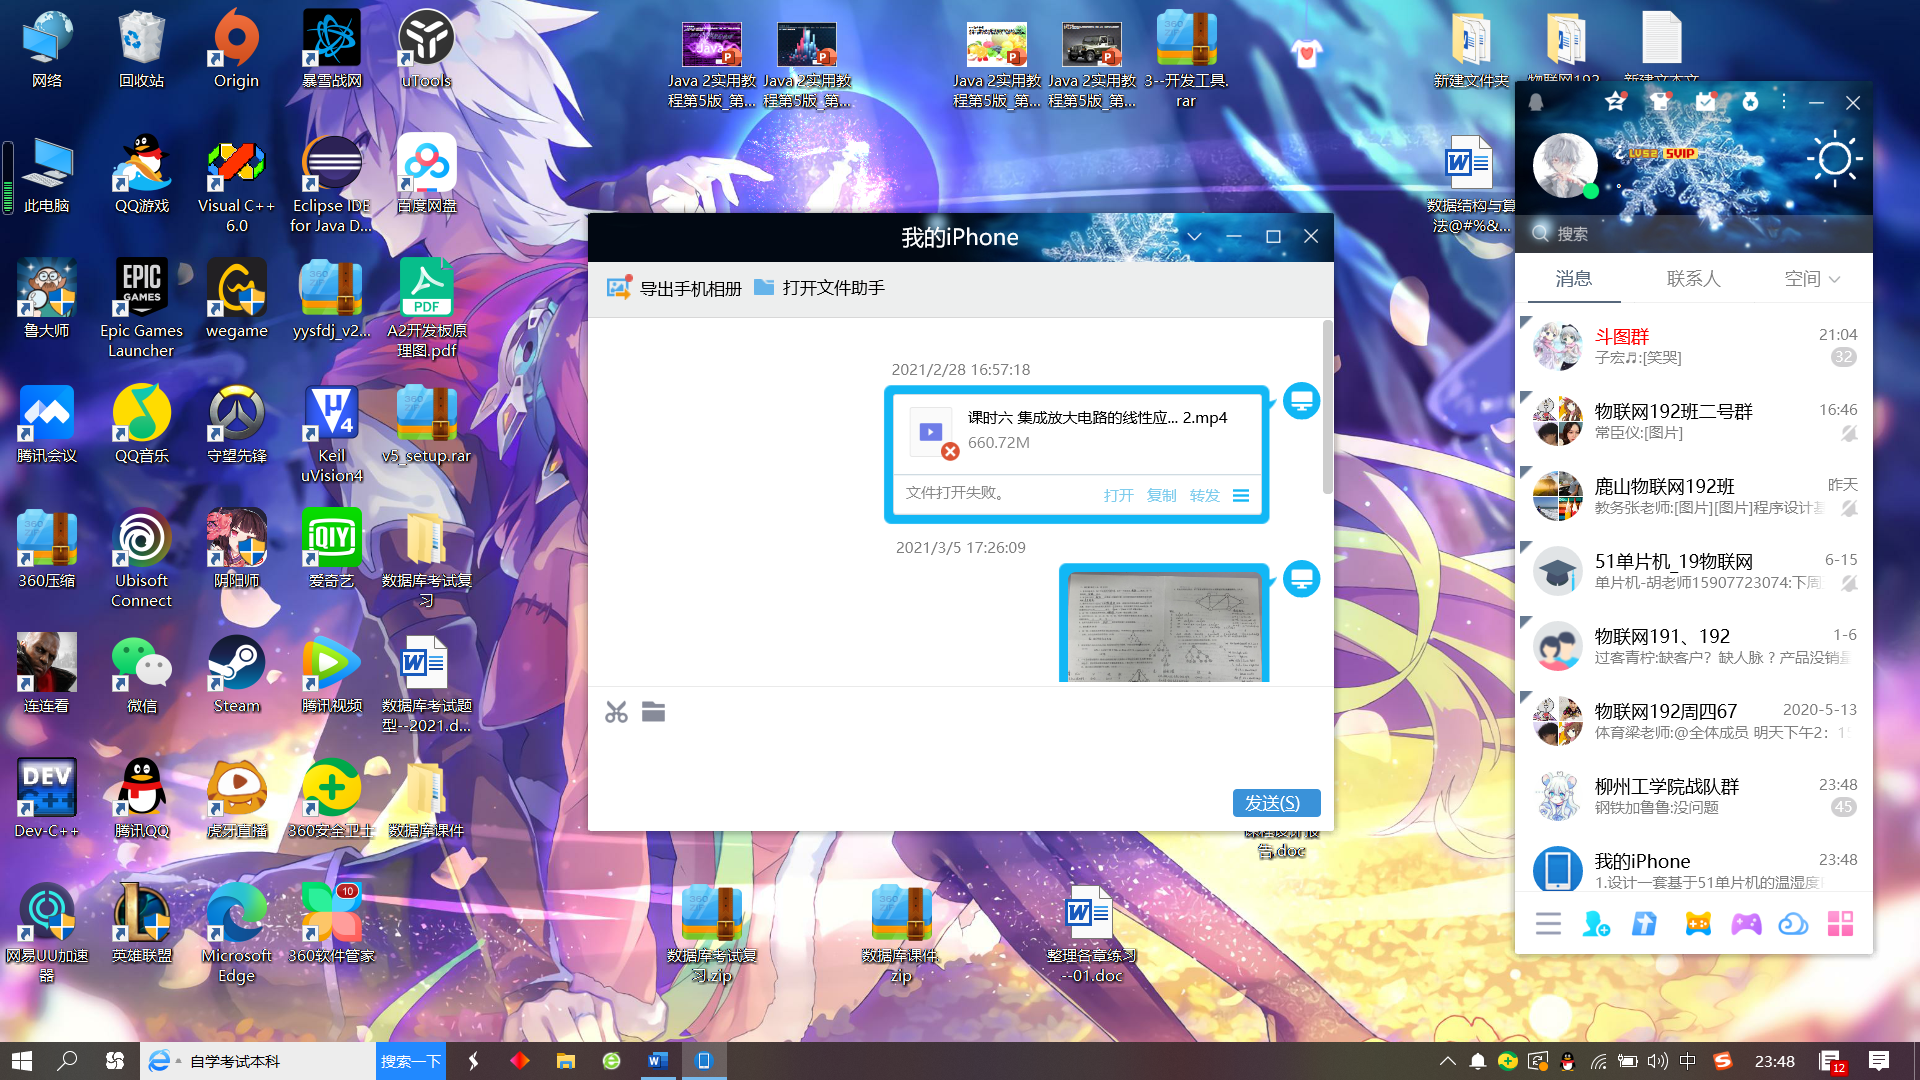 网络
回收站
Origin
暴雪战网
uTools
此电脑
QQ游戏
Visual C++
6.0
Eclipse IDE
for Java D...
百度网盘
鲁大师
EPIC
GAMES
Epic Games
Launcher
wegame
yysfdj_v2...
PDF
A2开发板原
理图.pdf
腾讯会议
QQ音乐
守望先锋
Keil
uVision4
v5_setup.rar
360压缩
Ubisoft
Connect
阴阳师
iQIYI
爱奇艺
数据库考试复
习
连连看
微信
Steam
腾讯视频
数据库考试题
型--2021.d...
DEV
C++
Dev-C++
腾讯QQ
虎牙直播
360安全卫士
数据库课件
网易UU加速
器
英雄联盟
Microsoft
Edge
10
360软件管家
Java 2实用教
程第5版_第...
Java 2实用教
程第5版_第...
Java 2实用教
程第5版_第...
Java 2实用教
程第5版_第...
3--开发工具.
rar
新建文件夹
物联网192
新建文本文
数据结构与算
法@#%&...
课程设计报
告.doc
数据库考试复
习.zip
数据库课件.
zip
整理各章练习
--01.doc
我的iPhone
导出手机相册
打开文件助手
2021/2/28 16:57:18
课时六 集成放大电路的线性应... 2.mp4
660.72M
文件打开失败。
打开 复制 转发
2021/3/5 17:26:09
发送(S)
LV52 SVIP
搜索
消息
联系人
空间
斗图群
21:04
子宏♬:[笑哭]
32
物联网192班二号群
16:46
常臣仪:[图片]
鹿山物联网192班
昨天
教务张老师:[图片][图片]程序设计基
51单片机_19物联网
6-15
单片机-胡老师15907723074:下周
物联网191、192
1-6
过客青柠:缺客户？缺人脉？产品没销量
物联网192周四67
2020-5-13
体育梁老师:@全体成员 明天下午2：15
柳州工学院战队群
23:48
钢铁加鲁鲁:没问题
45
我的iPhone
23:48
1.设计一套基于51单片机的温湿度
自学考试本科
搜索一下
中
23:48
12